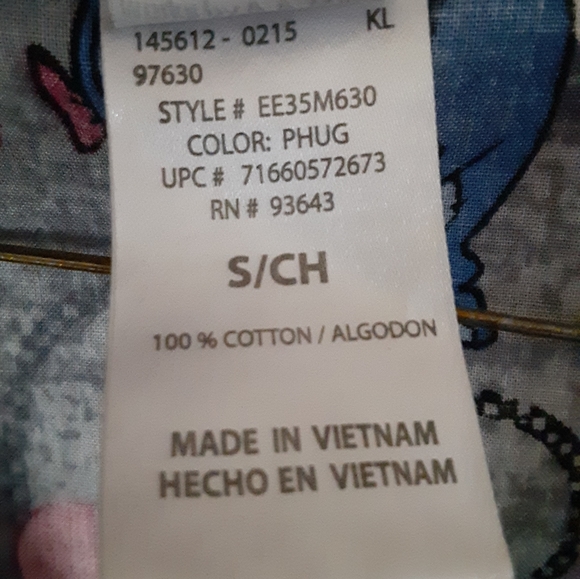 145612 - 0215 KL
97630
STYLE # EE35M630
COLOR: PHUG
UPC # 71660572673
RN # 93643
S/CH
100 % COTTON / ALGODON
MADE IN VIETNAM
HECHO EN VIETNAM